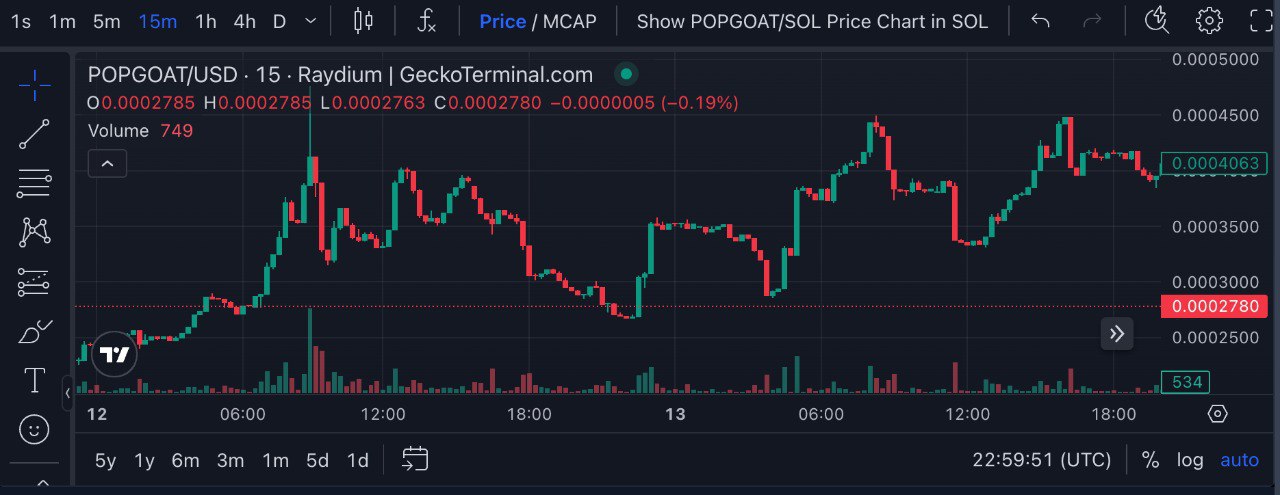 1s 1m 5m 15m 1h 4h D Price / MCAP Show POPGOAT/SOL Price Chart in SOL
POPGOAT/USD · 15 · Raydium | GeckoTerminal.com
O0.0002785 H0.0002785 L0.0002763 C0.0002780 −0.0000005 (−0.19%)
Volume 749
0.0005000
0.0004500
0.0004063
0.0003500
0.0003000
0.0002780
0.0002500
534
12 06:00 12:00 18:00 13 06:00 12:00 18:00
5y 1y 6m 3m 1m 5d 1d 22:59:51 (UTC) % log auto